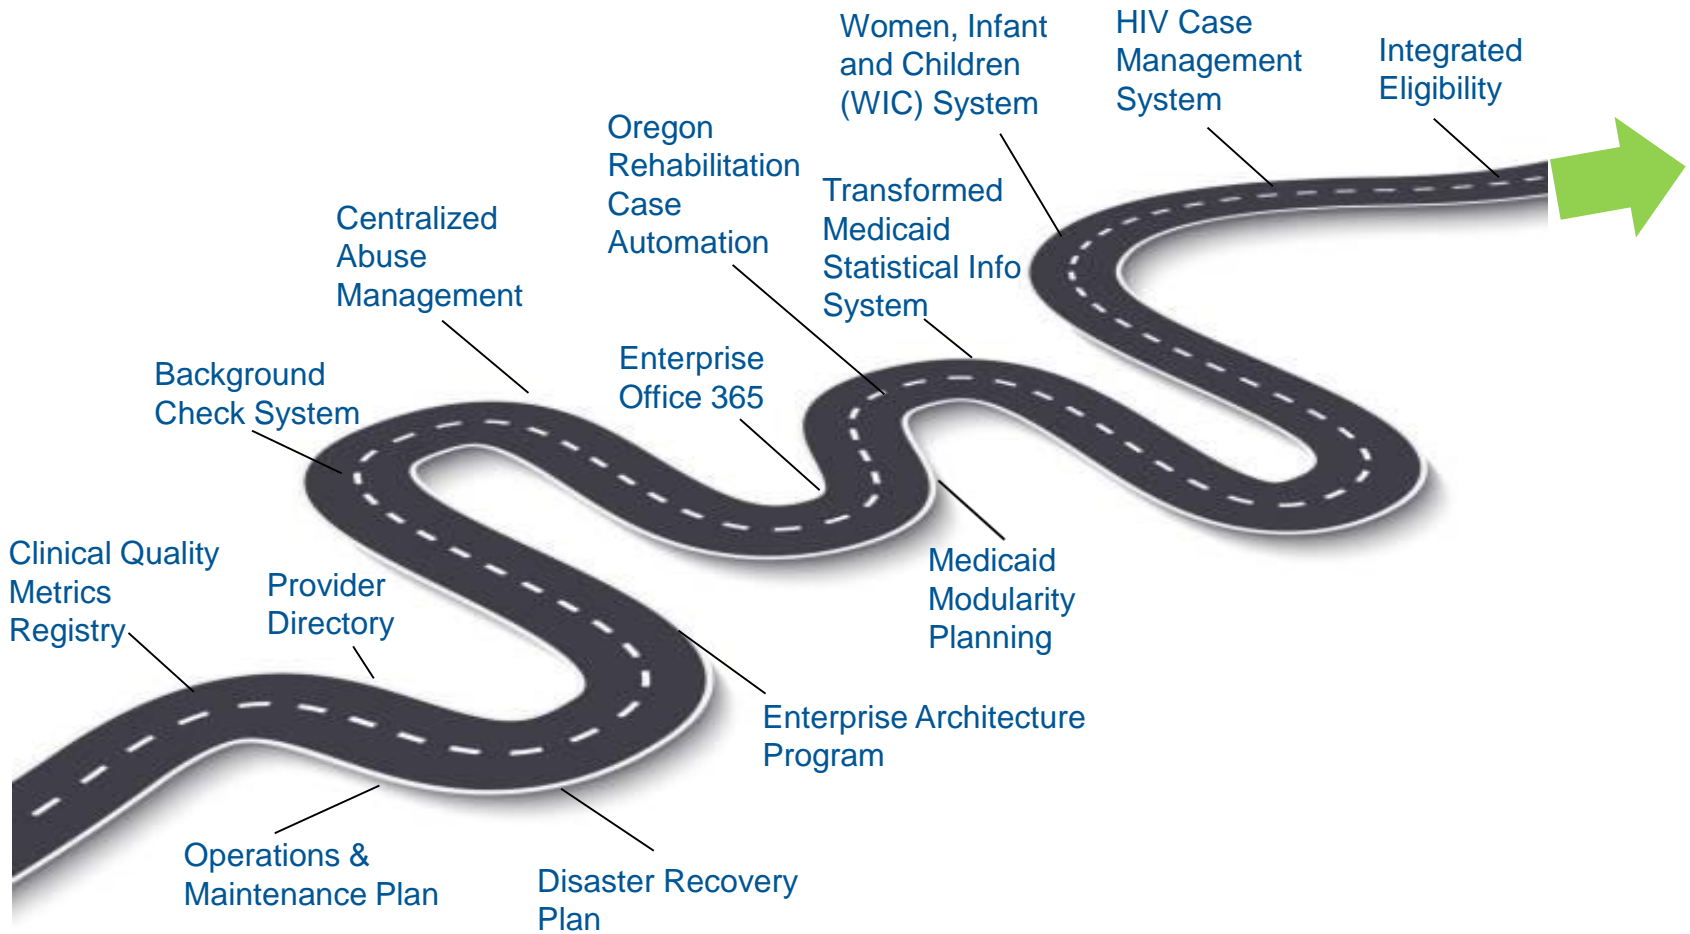 Women, Infant
and Children
(WIC) System
HIV Case
Management
System
Integrated
Eligibility
Oregon
Rehabilitation
Case
Automation
Transformed
Medicaid
Statistical Info
System
Centralized
Abuse
Management
Enterprise
Office 365
Background
Check System
Clinical Quality
Metrics
Registry
Provider
Directory
Medicaid
Modularity
Planning
Enterprise Architecture
Program
Operations &
Maintenance Plan
Disaster Recovery
Plan